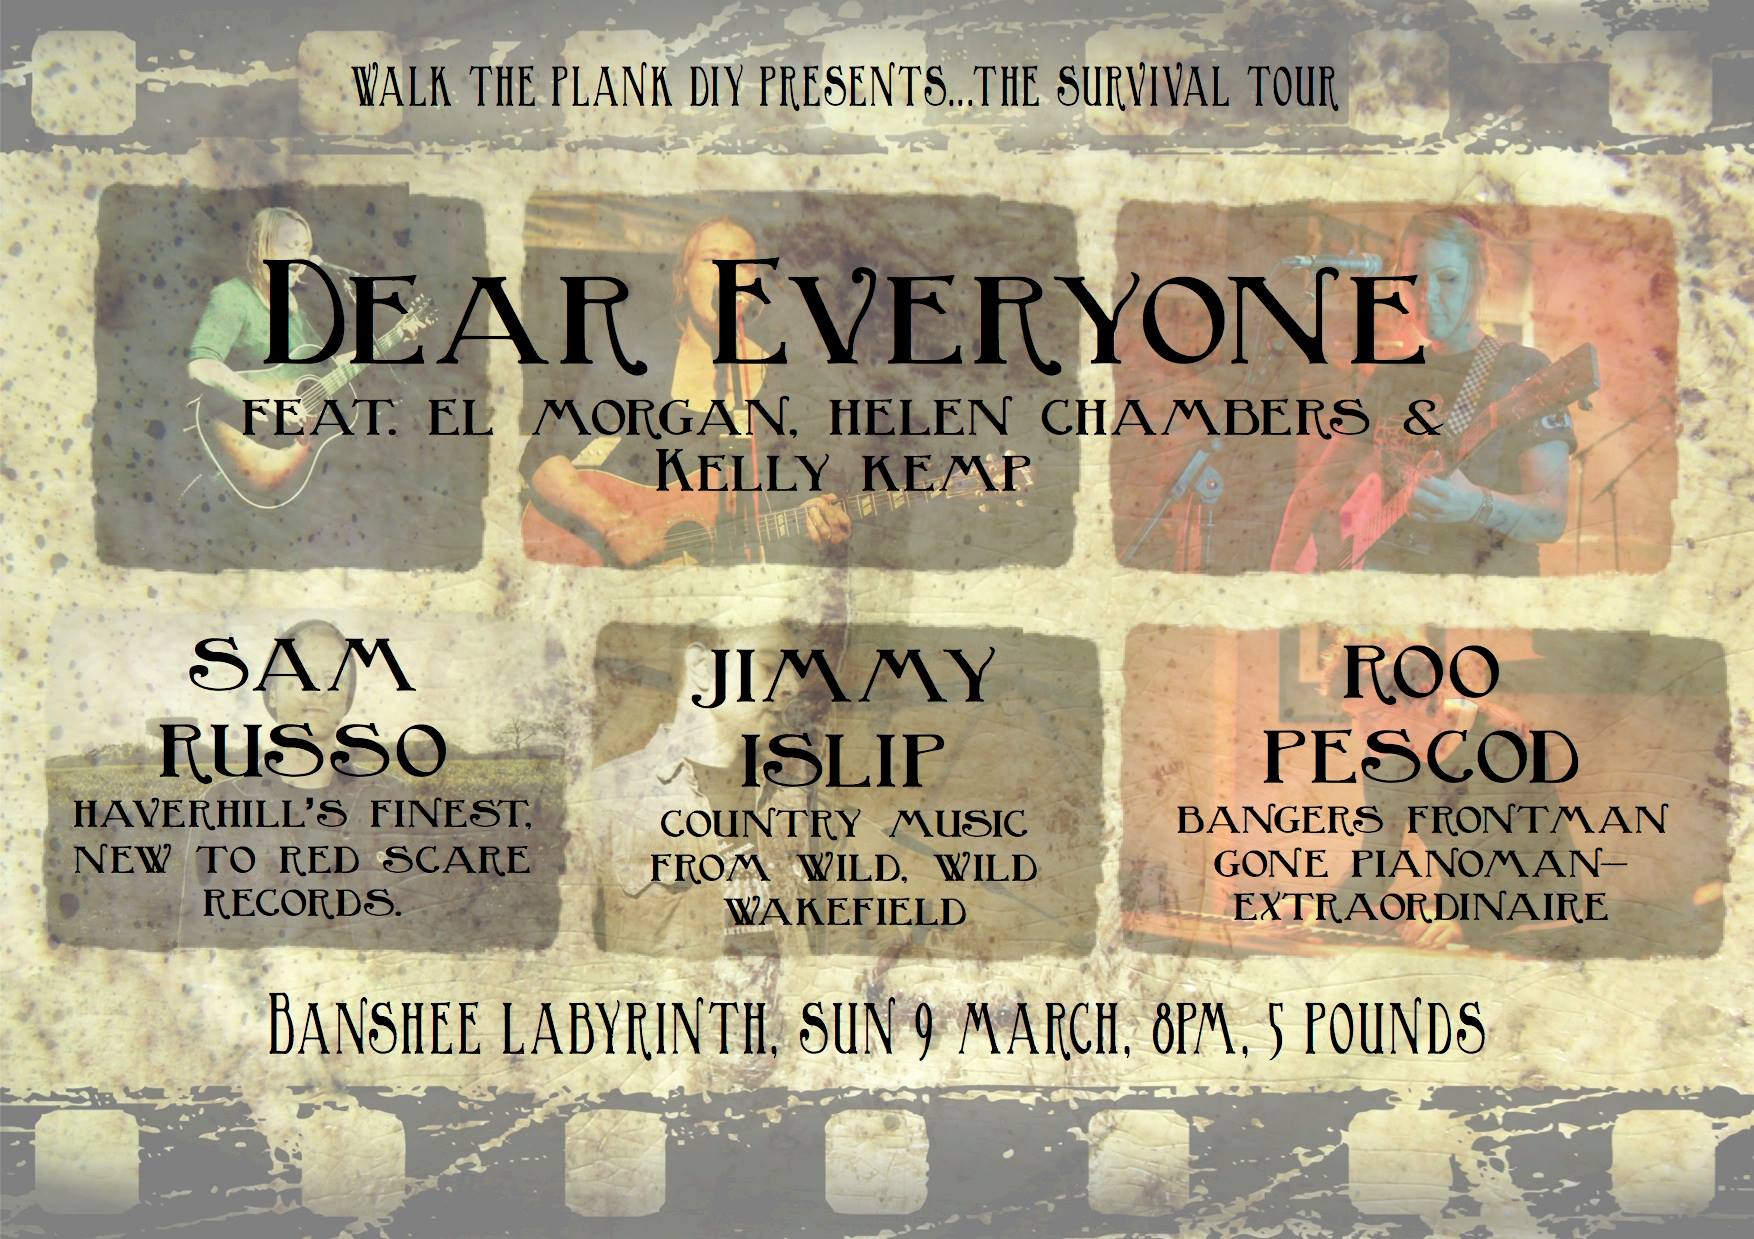 WALK THE PLANK DIY PRESENTS...THE SURVIVAL TOUR
DEAR EVERYONE
FEAT. EL MORGAN, HELEN CHAMBERS &
KELLY KEMP
SAM
RUSSO
HAVERHILL'S FINEST,
NEW TO RED SCARE
RECORDS.
JIMMY
ISLIP
COUNTRY MUSIC
FROM WILD, WILD
WAKEFIELD
ROO
PESCOD
BANGERS FRONTMAN
GONE PIANOMAN-
EXTRAORDINAIRE
BANSHEE LABYRINTH, SUN 9 MARCH, 8PM, 5 POUNDS